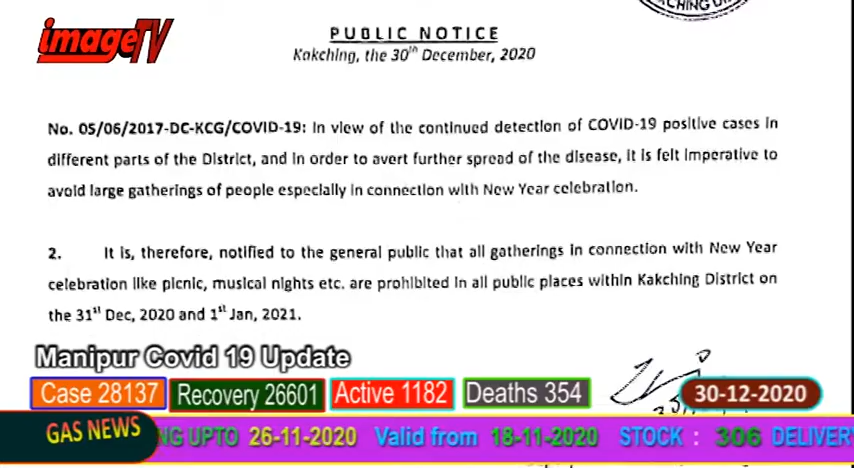 KACHING DI
imageTV
PUBLIC NOTICE
Kakching, the 30th December, 2020
No. 05/06/2017-DC-KCG/COVID-19: In view of the continued detection of COVID-19 positive cases in
different parts of the District, and in order to avert further spread of the disease, it is felt imperative to
avoid large gatherings of people especially in connection with New Year celebration.
2. It is, therefore, notified to the general public that all gatherings in connection with New Year
celebration like picnic, musical nights etc. are prohibited in all public places within Kakching District on
the 31st Dec, 2020 and 1st Jan, 2021.
Manipur Covid 19 Update
Case 28137 Recovery 26601 Active 1182 Deaths 354 30-12-2020
GAS NEWS NG UPTO 26-11-2020 Valid from 18-11-2020 STOCK : 306 DELIVERY